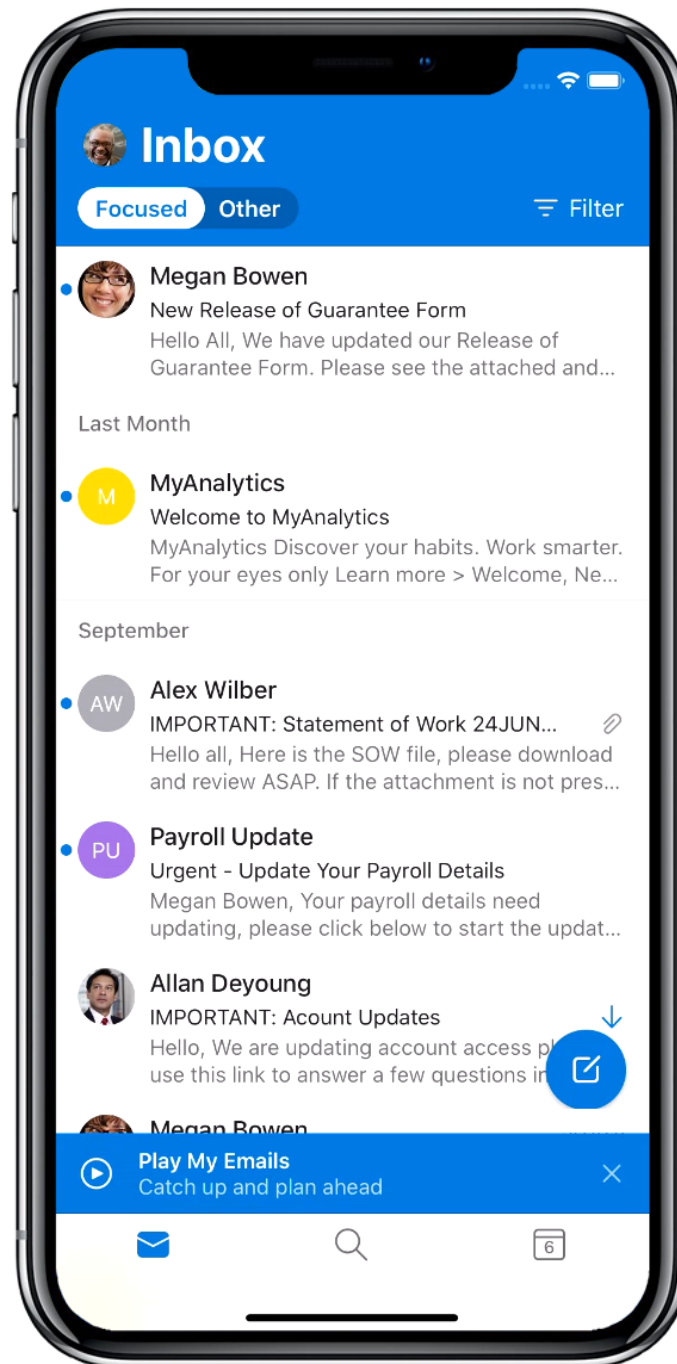 Inbox
Focused Other
Filter
Megan Bowen
New Release of Guarantee Form
Hello All, We have updated our Release of
Guarantee Form. Please see the attached and...
Last Month
M
MyAnalytics
Welcome to MyAnalytics
MyAnalytics Discover your habits. Work smarter.
For your eyes only Learn more > Welcome, Ne...
September
AW
Alex Wilber
IMPORTANT: Statement of Work 24JUN...
Hello all, Here is the SOW file, please download
and review ASAP. If the attachment is not pres...
PU
Payroll Update
Urgent - Update Your Payroll Details
Megan Bowen, Your payroll details need
updating, please click below to start the updat...
Allan Deyoung
IMPORTANT: Acount Updates
Hello, We are updating account access
use this link to answer a few questions
Megan Bowen
Play My Emails
Catch up and plan ahead
6